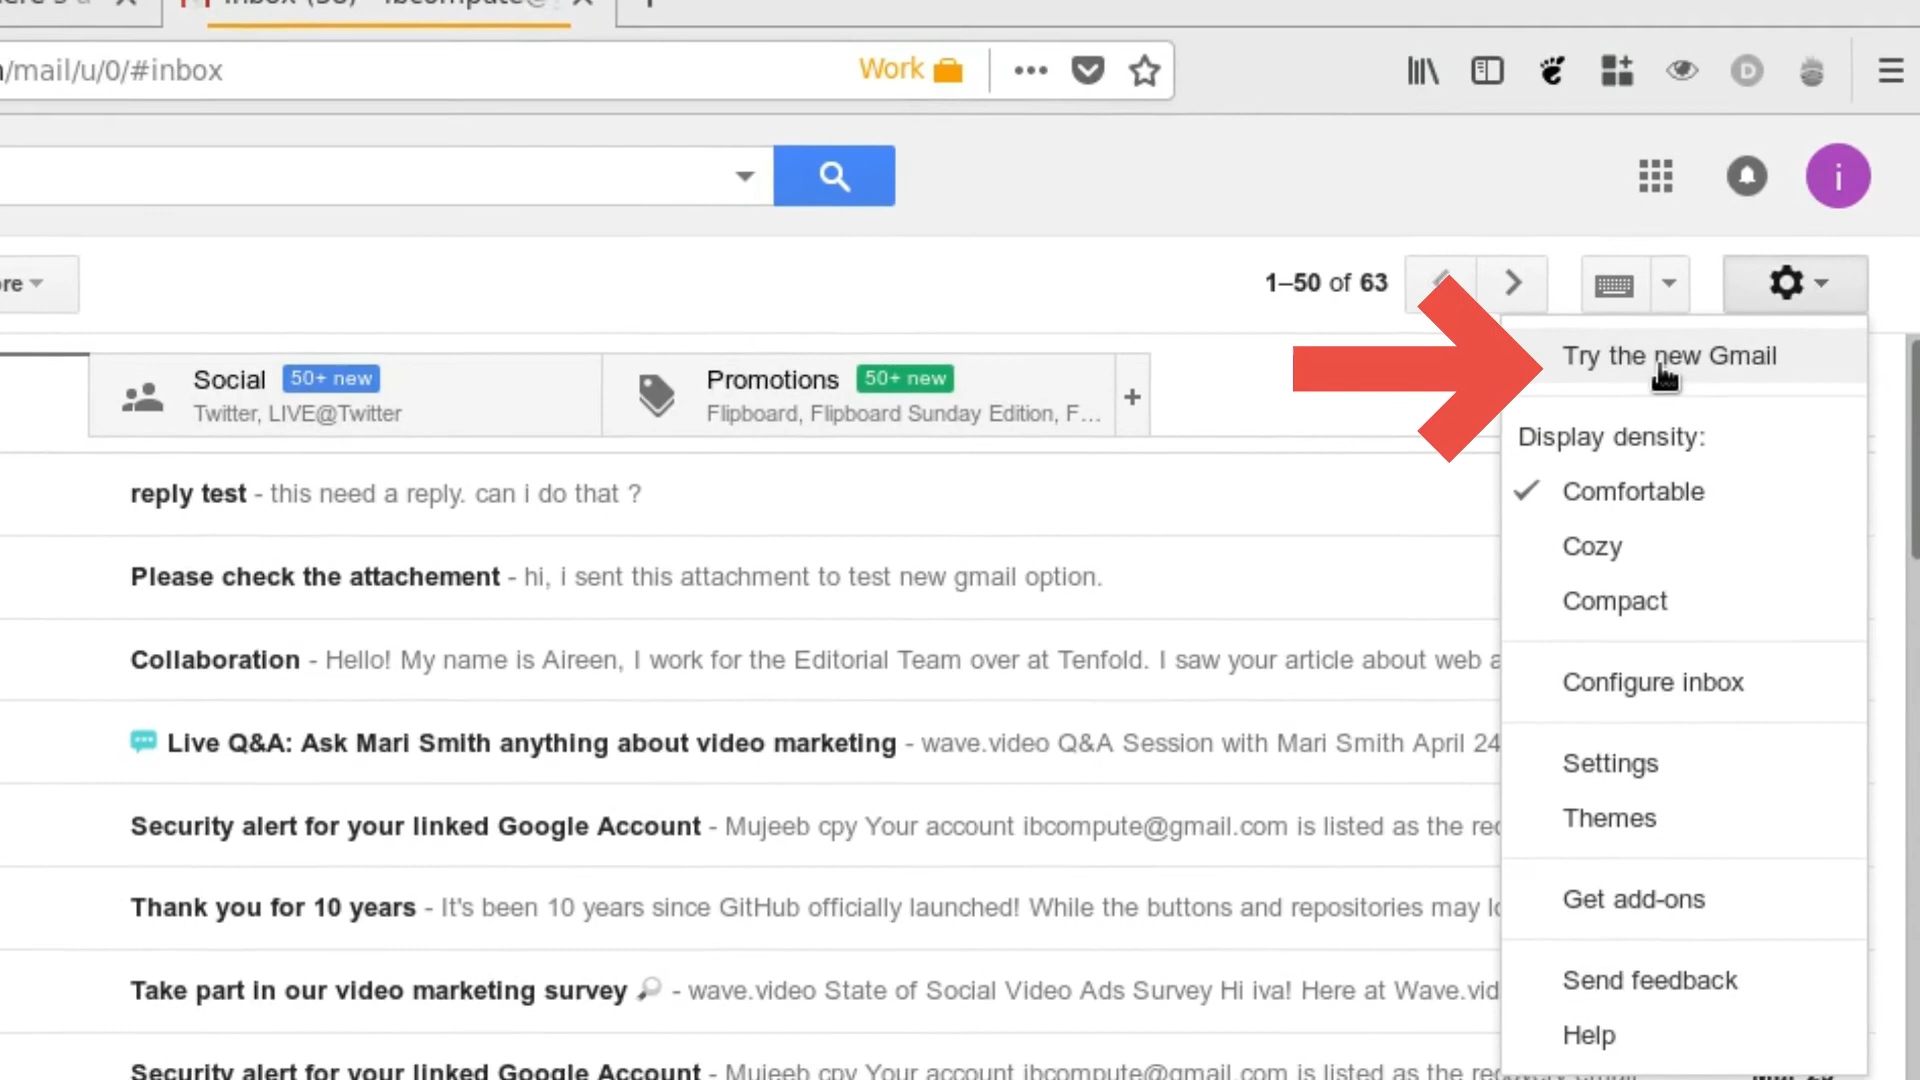 /mail/u/0/#inbox
Work
D
i
1–50 of 63
Try the new Gmail
Social 50+ new
Twitter, LIVE@Twitter
Promotions 50+ new
Flipboard, Flipboard Sunday Edition, F…
+
Display density:
Comfortable
Cozy
Compact
Configure inbox
Settings
Themes
Get add-ons
Send feedback
Help
reply test - this need a reply. can i do that ?
Please check the attachement - hi, i sent this attachment to test new gmail option.
Collaboration - Hello! My name is Aireen, I work for the Editorial Team over at Tenfold. I saw your article about web
Live Q&A: Ask Mari Smith anything about video marketing - wave.video Q&A Session with Mari Smith April 24
Security alert for your linked Google Account - Mujeeb cpy Your account ibcompute@gmail.com is listed as the
Thank you for 10 years - It's been 10 years since GitHub officially launched! While the buttons and repositories may
Take part in our video marketing survey - wave.video State of Social Video Ads Survey Hi iva! Here at Wave.vid
Security alert for your linked Google Account - Mujeeb cpy Your account ibcompute@gmail.com is listed as the